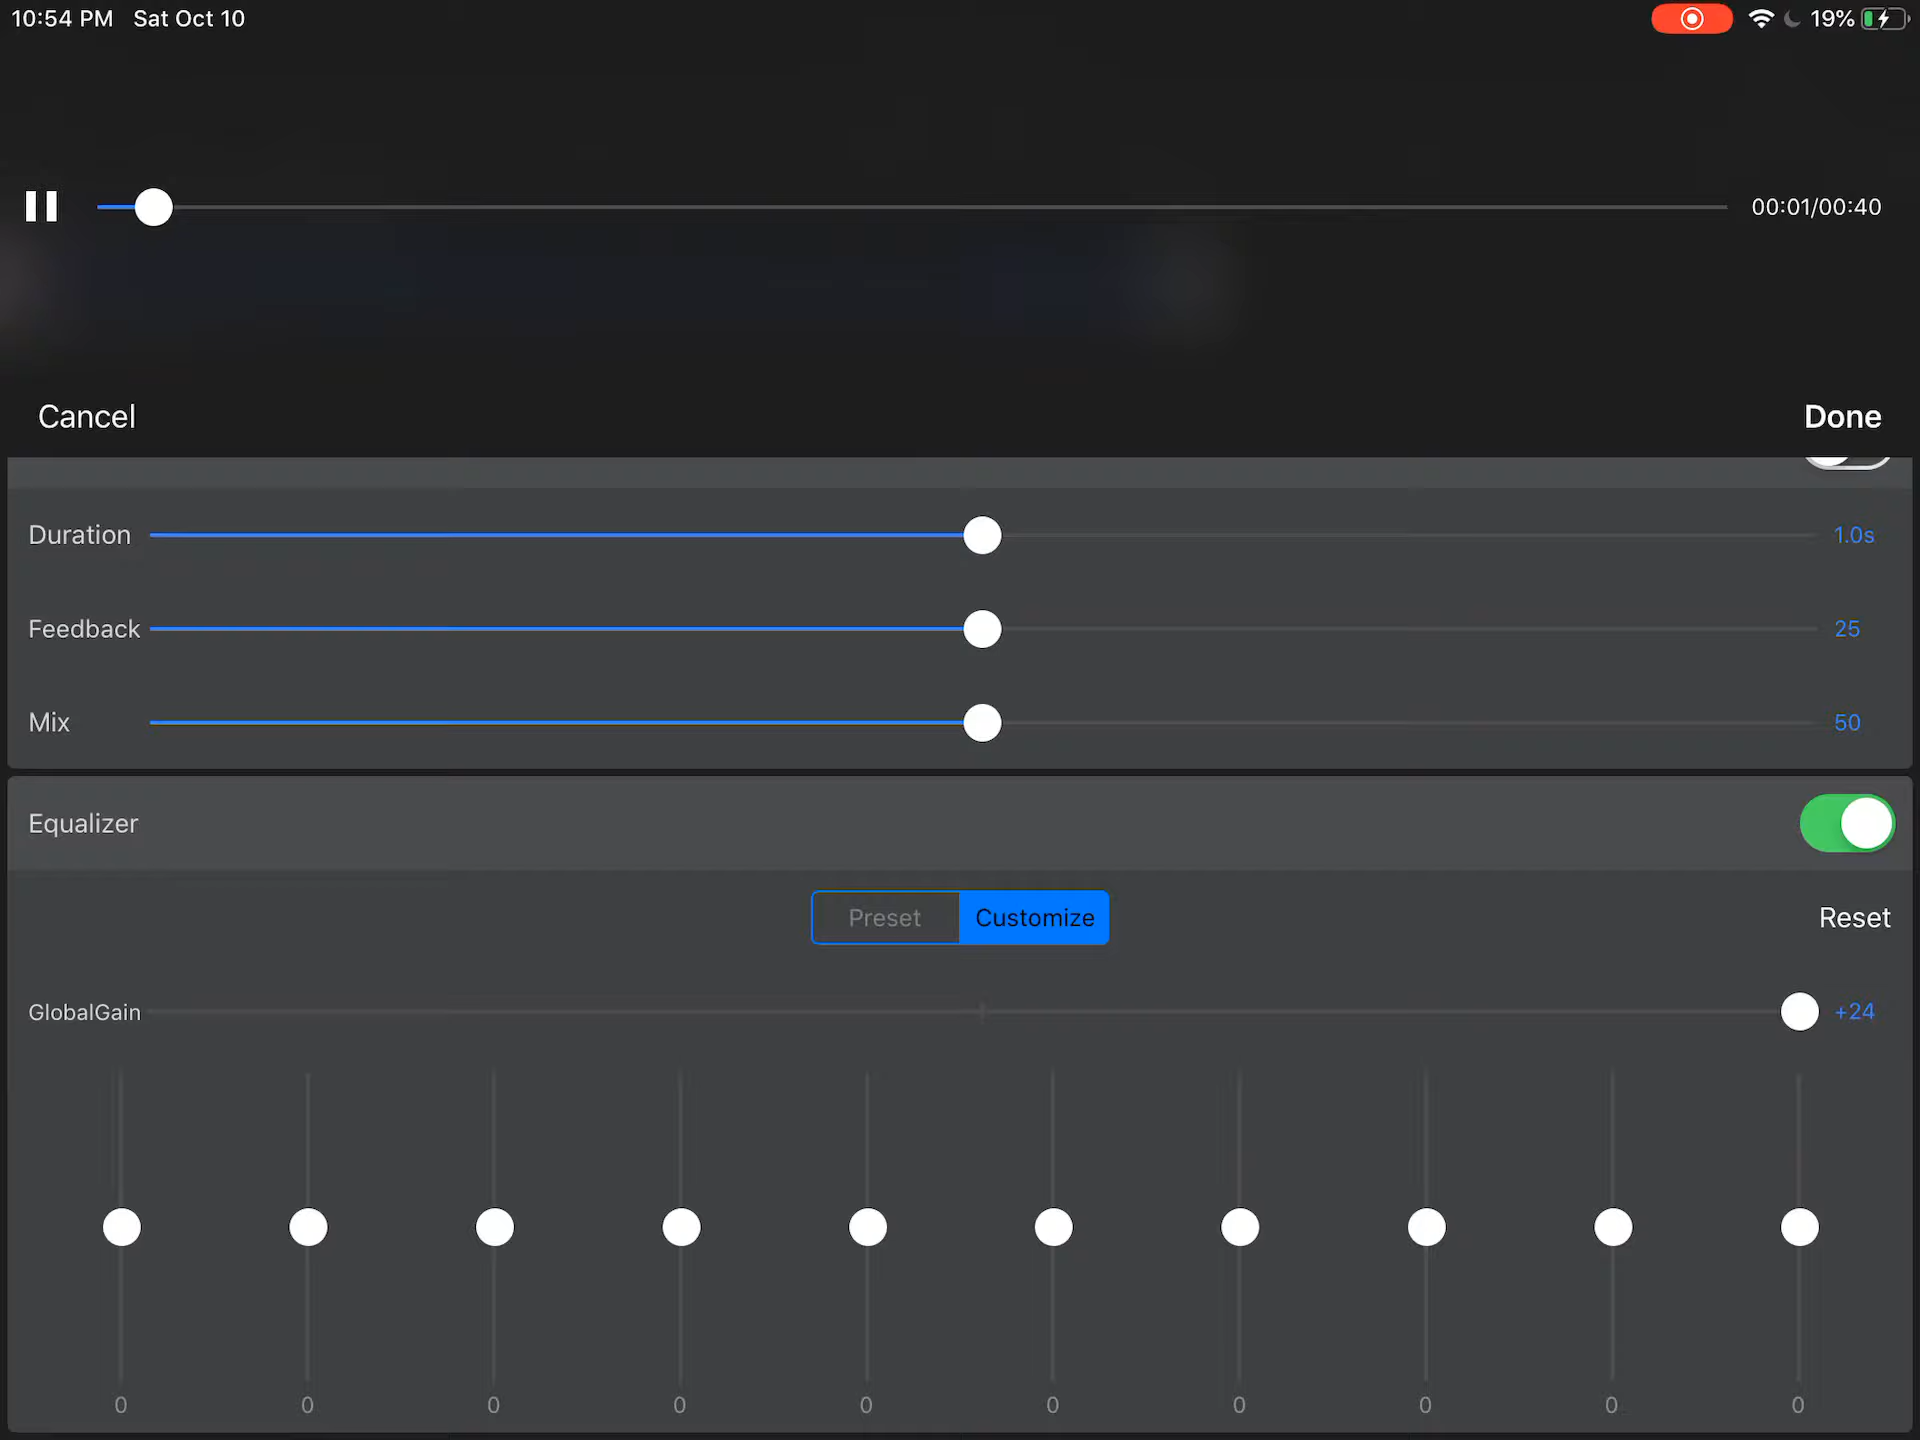 10:54 PM Sat Oct 10 19%
00:01/00:40
Cancel Done
Duration 1.0s
Feedback 25
Mix 50
Equalizer
Preset Customize Reset
GlobalGain +24
0 0 0 0 0 0 0 0 0 0